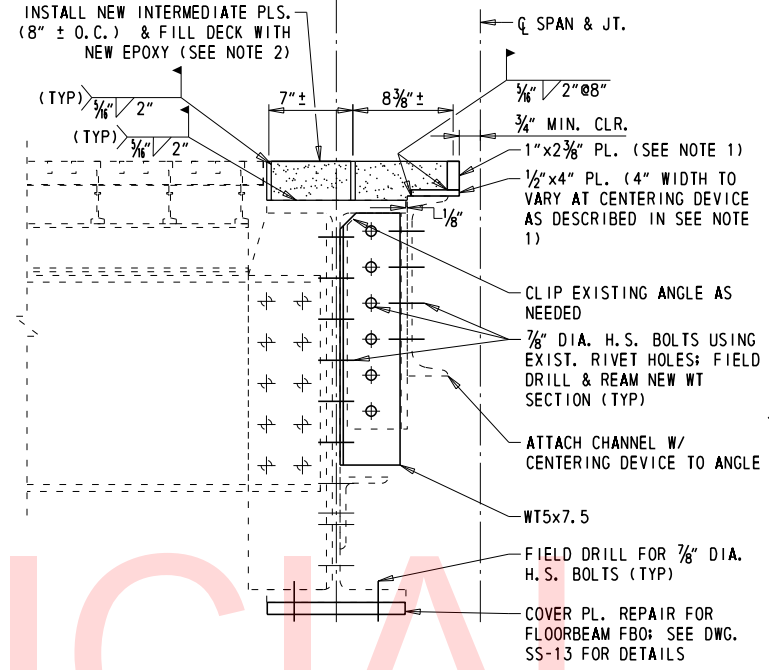 INSTALL NEW INTERMEDIATE PLS.
(8" ± O.C.) & FILL DECK WITH
NEW EPOXY (SEE NOTE 2)
℄ SPAN & JT.
(TYP)
5/16" 2"
(TYP)
5/16" 2"
7" ±
8 3/8" ±
5/16" 2"@8"
3/4" MIN. CLR.
1"x2 3/8" PL. (SEE NOTE 1)
1/2"x4" PL. (4" WIDTH TO
VARY AT CENTERING DEVICE
AS DESCRIBED IN SEE NOTE
1)
1/8"
CLIP EXISTING ANGLE AS
NEEDED
7/8" DIA. H.S. BOLTS USING
EXIST. RIVET HOLES; FIELD
DRILL & REAM NEW WT
SECTION (TYP)
ATTACH CHANNEL W/
CENTERING DEVICE TO ANGLE
WT5x7.5
FIELD DRILL FOR 7/8" DIA.
H.S. BOLTS (TYP)
COVER PL. REPAIR FOR
FLOORBEAM FB0; SEE DWG.
SS-13 FOR DETAILS
ICIAL